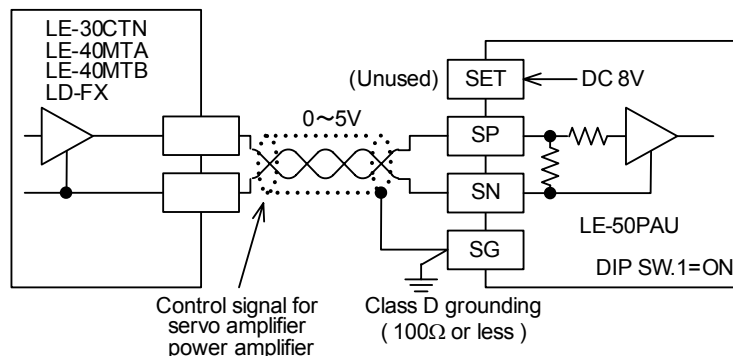 LE-30CTN
LE-40MTA
LE-40MTB
LD-FX
0～5V
(Unused)
SET
DC 8V
SP
SN
SG
LE-50PAU
DIP SW.1=ON
Control signal for
servo amplifier
power amplifier
Class D grounding
( 100Ω or less )